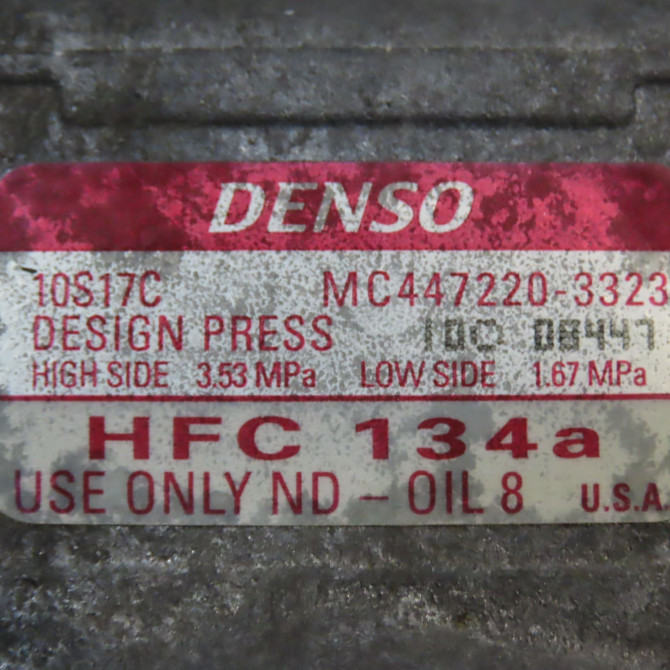 DENSO
10S17C MC447220-3323
DESIGN PRESS 08447
HIGH SIDE 3.53 MPa LOW SIDE 1.67 MPa
HFC 134a
USE ONLY ND – OIL 8 U.S.A.